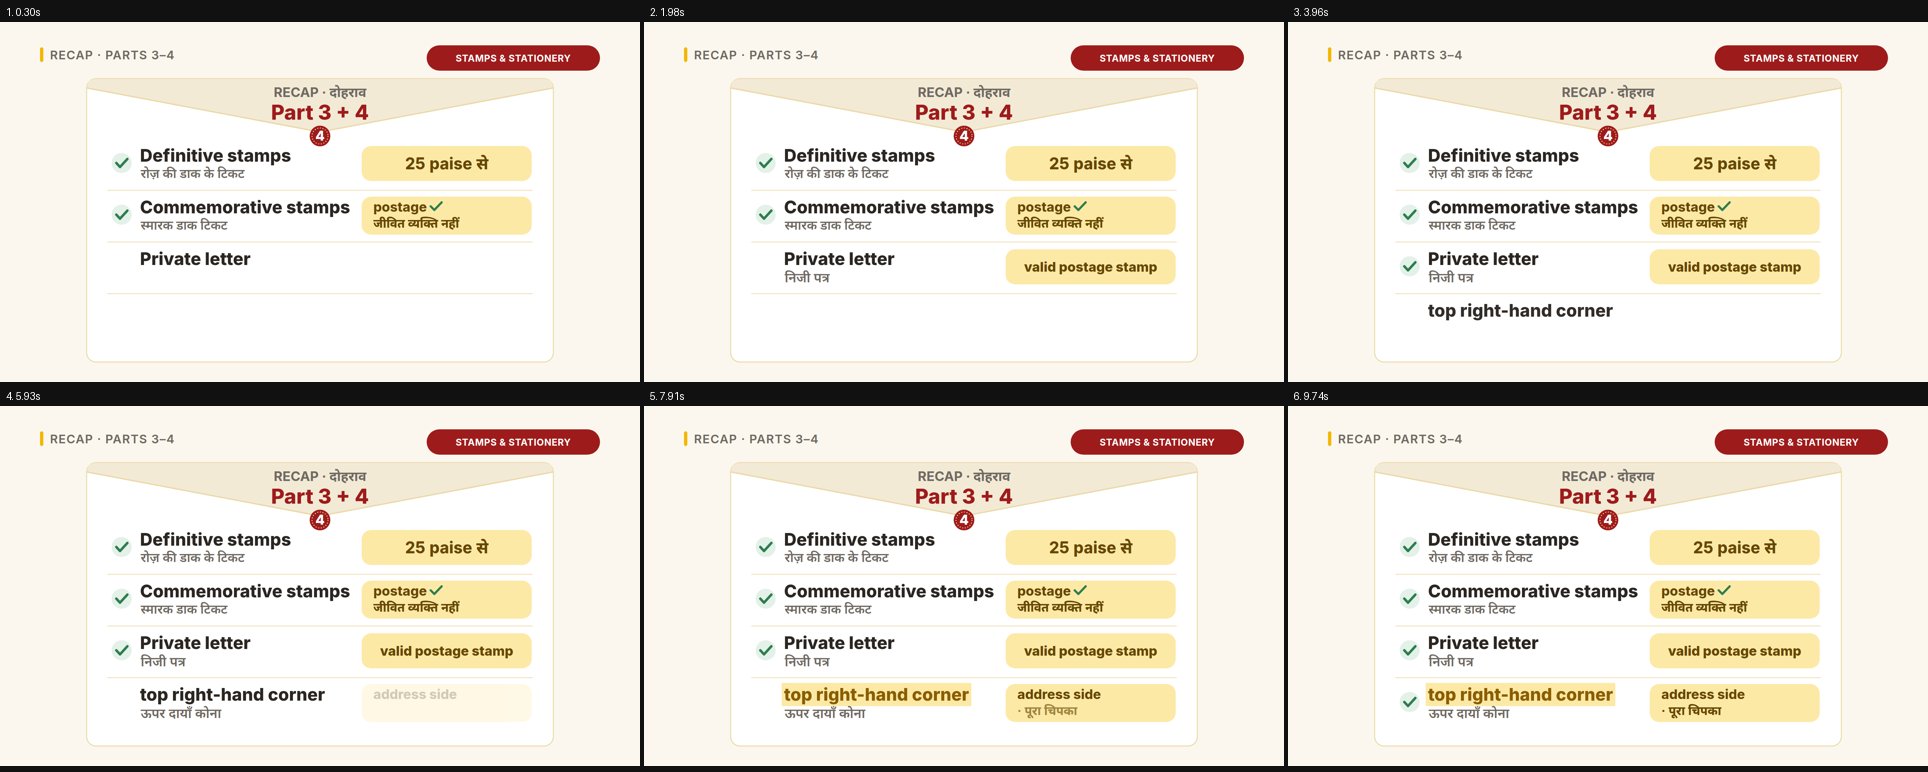 1. 0.30s
RECAP · PARTS 3–4
STAMPS & STATIONERY
RECAP · दोहराव
Part 3 + 4
4
Definitive stamps
रोज़ की डाक के टिकट
25 paise से
Commemorative stamps
स्मारक डाक टिकट
postage ✓
जीवित व्यक्ति नहीं
Private letter
2. 1.98s
RECAP · PARTS 3–4
STAMPS & STATIONERY
RECAP · दोहराव
Part 3 + 4
4
Definitive stamps
रोज़ की डाक के टिकट
25 paise से
Commemorative stamps
स्मारक डाक टिकट
postage ✓
जीवित व्यक्ति नहीं
Private letter
निजी पत्र
valid postage stamp
3. 3.96s
RECAP · PARTS 3–4
STAMPS & STATIONERY
RECAP · दोहराव
Part 3 + 4
4
Definitive stamps
रोज़ की डाक के टिकट
25 paise से
Commemorative stamps
स्मारक डाक टिकट
postage ✓
जीवित व्यक्ति नहीं
Private letter
निजी पत्र
valid postage stamp
top right-hand corner
4. 5.93s
RECAP · PARTS 3–4
STAMPS & STATIONERY
RECAP · दोहराव
Part 3 + 4
4
Definitive stamps
रोज़ की डाक के टिकट
25 paise से
Commemorative stamps
स्मारक डाक टिकट
postage ✓
जीवित व्यक्ति नहीं
Private letter
निजी पत्र
valid postage stamp
top right-hand corner
ऊपर दायाँ कोना
address side
5. 7.91s
RECAP · PARTS 3–4
STAMPS & STATIONERY
RECAP · दोहराव
Part 3 + 4
4
Definitive stamps
रोज़ की डाक के टिकट
25 paise से
Commemorative stamps
स्मारक डाक टिकट
postage ✓
जीवित व्यक्ति नहीं
Private letter
निजी पत्र
valid postage stamp
top right-hand corner
ऊपर दायाँ कोना
address side
· पूरा चिपका
6. 9.74s
RECAP · PARTS 3–4
STAMPS & STATIONERY
RECAP · दोहराव
Part 3 + 4
4
Definitive stamps
रोज़ की डाक के टिकट
25 paise से
Commemorative stamps
स्मारक डाक टिकट
postage ✓
जीवित व्यक्ति नहीं
Private letter
निजी पत्र
valid postage stamp
top right-hand corner
ऊपर दायाँ कोना
address side
· पूरा चिपका